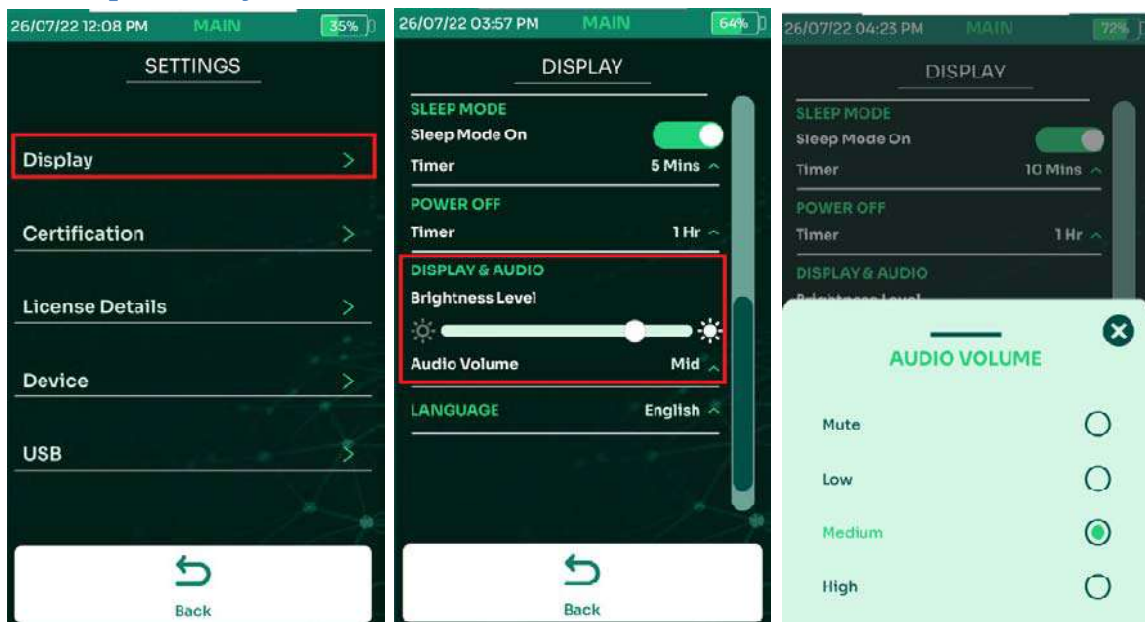 26/07/22 12:08 PM MAIN 35%
SETTINGS
Display >
Certification >
License Details >
Device >
USB >
Back
26/07/22 03:57 PM MAIN 64%
DISPLAY
SLEEP MODE
Sleep Mode On
Timer 5 Mins
POWER OFF
Timer 1 Hr
DISPLAY & AUDIO
Brightness Level
Audio Volume Mid
LANGUAGE English
Back
26/07/22 04:23 PM MAIN 72%
DISPLAY
SLEEP MODE
Sleep Mode On
Timer 10 Mins
POWER OFF
Timer 1 Hr
DISPLAY & AUDIO
Brightness Level
AUDIO VOLUME
Mute
Low
Medium
High